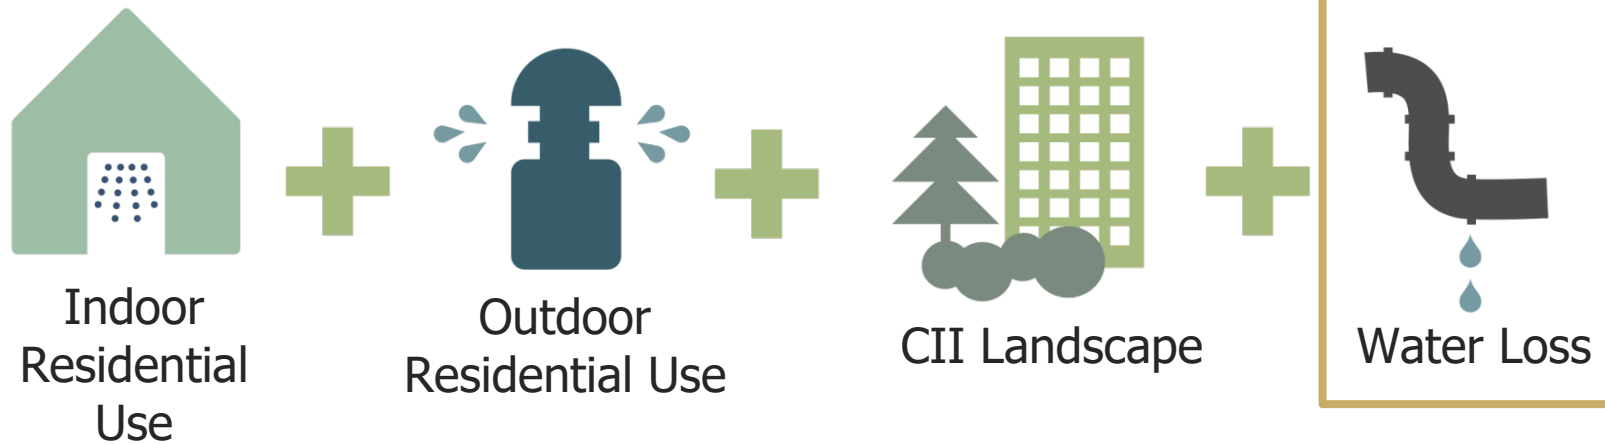 Indoor
Residential
Use
Outdoor
Residential Use
CII Landscape
Water Loss